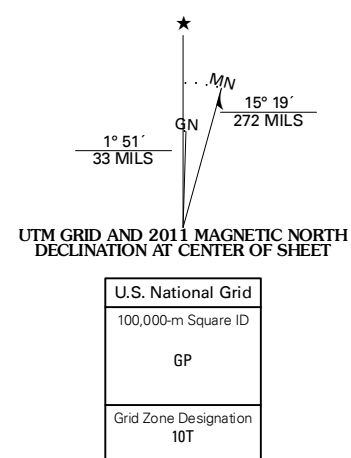 ★
MN
15° 19´
272 MILS
GN
1° 51´
33 MILS
UTM GRID AND 2011 MAGNETIC NORTH
DECLINATION AT CENTER OF SHEET
U.S. National Grid
100,000-m Square ID
GP
Grid Zone Designation
10T